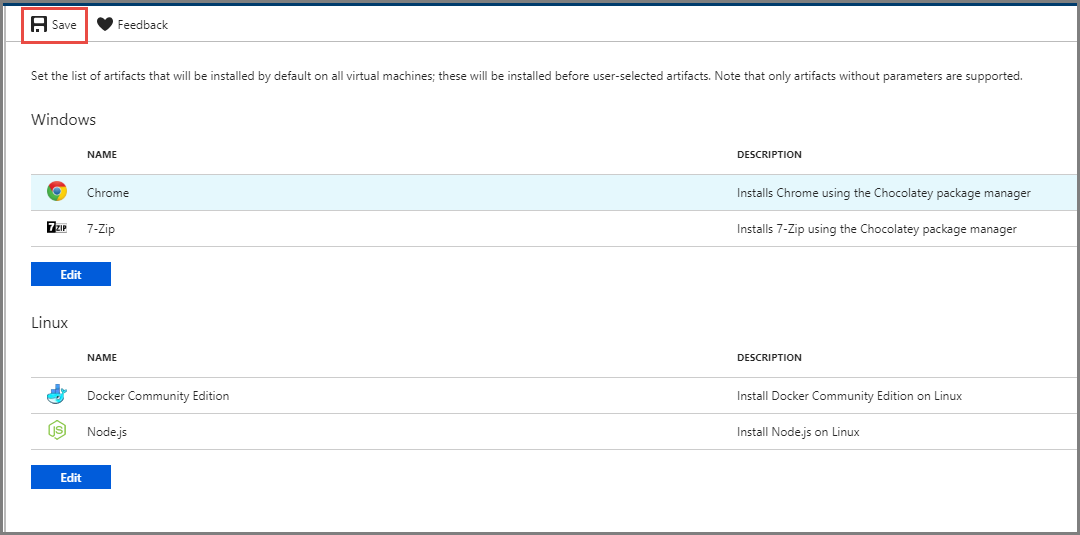 Save Feedback
Set the list of artifacts that will be installed by default on all virtual machines; these will be installed before user-selected artifacts. Note that only artifacts without parameters are supported.
Windows
NAME DESCRIPTION
Chrome Installs Chrome using the Chocolatey package manager
7ZIP 7-Zip Installs 7-Zip using the Chocolatey package manager
Edit
Linux
NAME DESCRIPTION
Docker Community Edition Install Docker Community Edition on Linux
JS Node.js Install Node.js on Linux
Edit